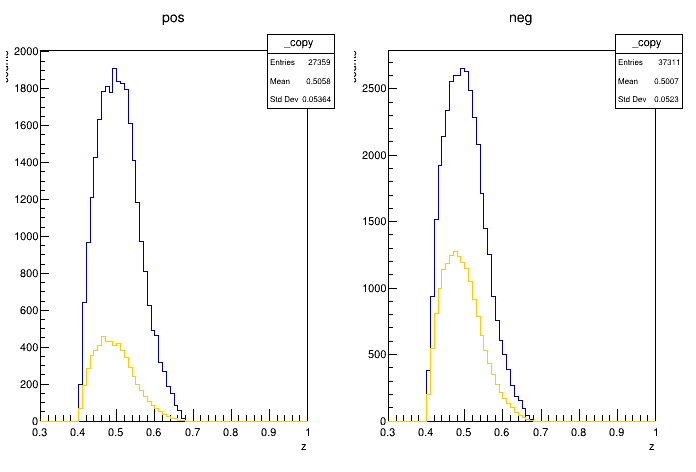 pos
_copy
Entries 27359
Mean 0.5058
Std Dev 0.05364
2000
1800
1600
1400
1200
1000
800
600
400
200
0
0.3 0.4 0.5 0.6 0.7 0.8 0.9 1
z
neg
_copy
Entries 37311
Mean 0.5007
Std Dev 0.0523
2500
2000
1500
1000
500
0
0.3 0.4 0.5 0.6 0.7 0.8 0.9 1
z